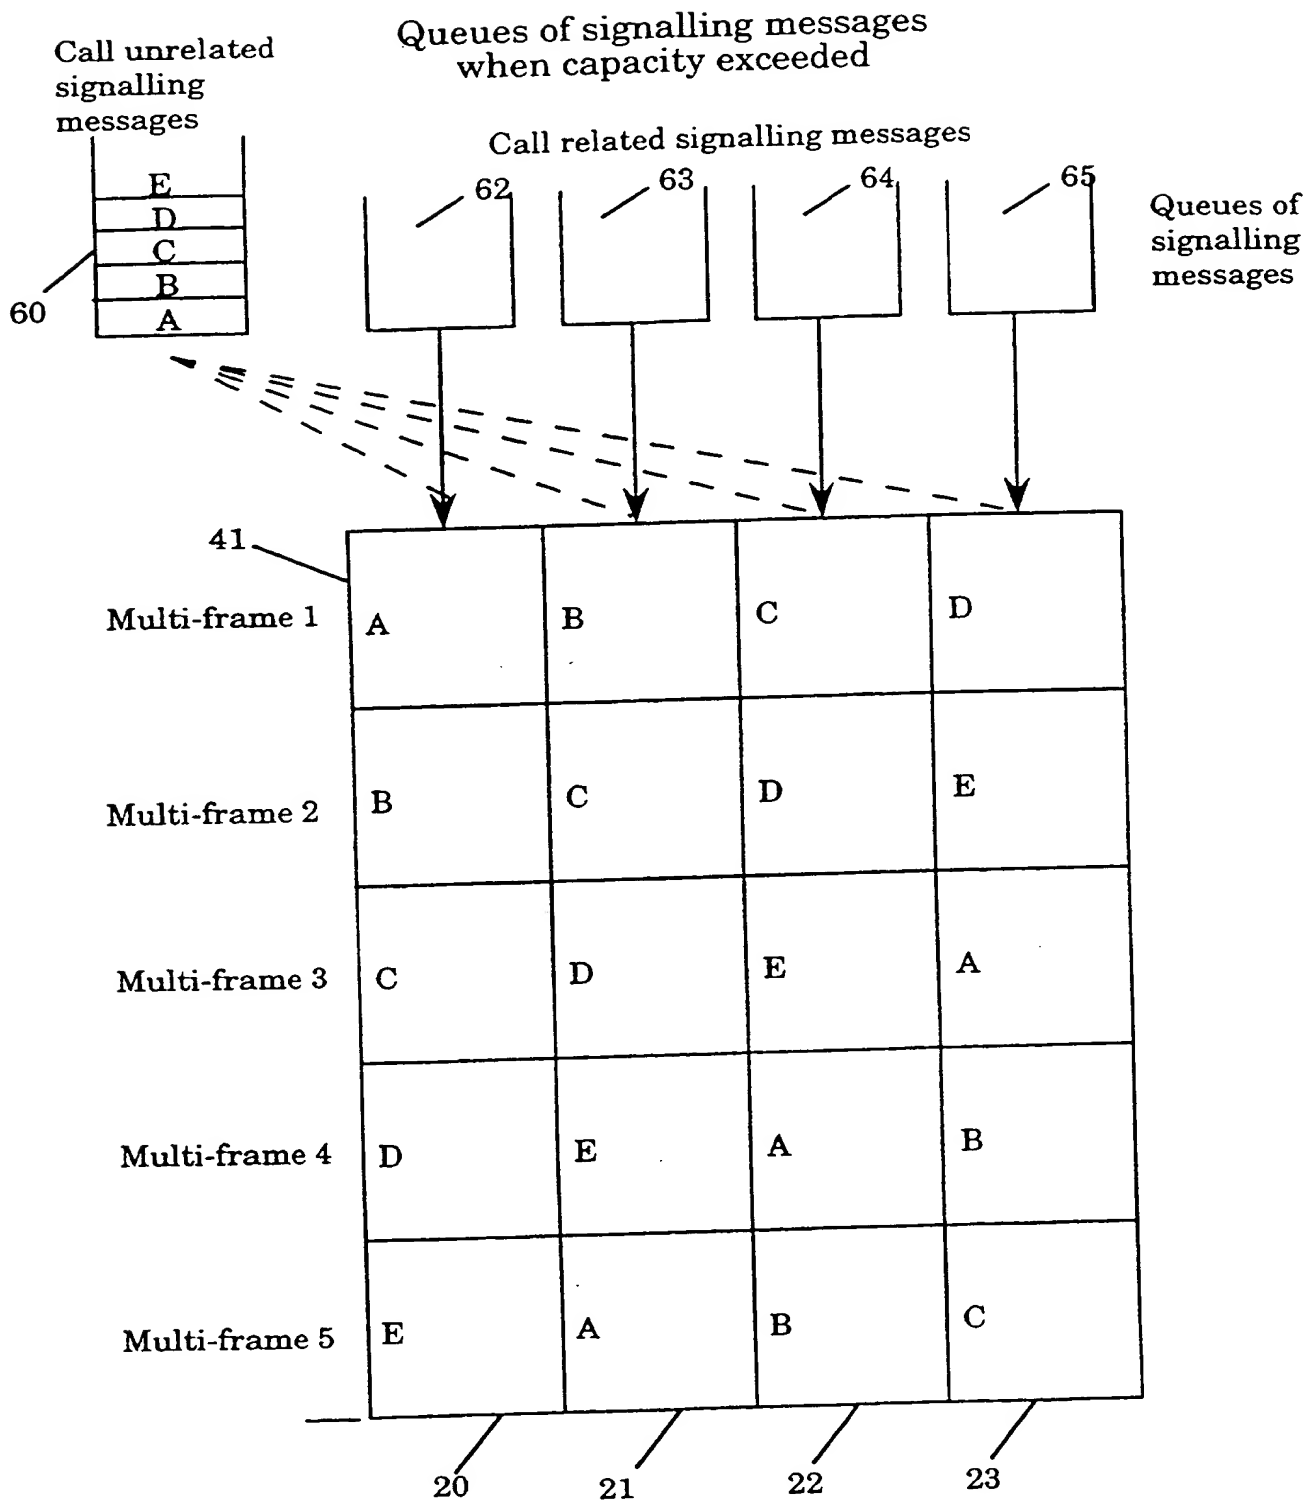 Queues of signalling messages
when capacity exceeded
Call unrelated
signalling
messages
Call related signalling messages
E
D
C
B
A
60
62
63
64
65
Queues of
signalling
messages
41
Multi-frame 1
A
B
C
D
Multi-frame 2
B
C
D
E
Multi-frame 3
C
D
E
A
Multi-frame 4
D
E
A
B
Multi-frame 5
E
A
B
C
20
21
22
23